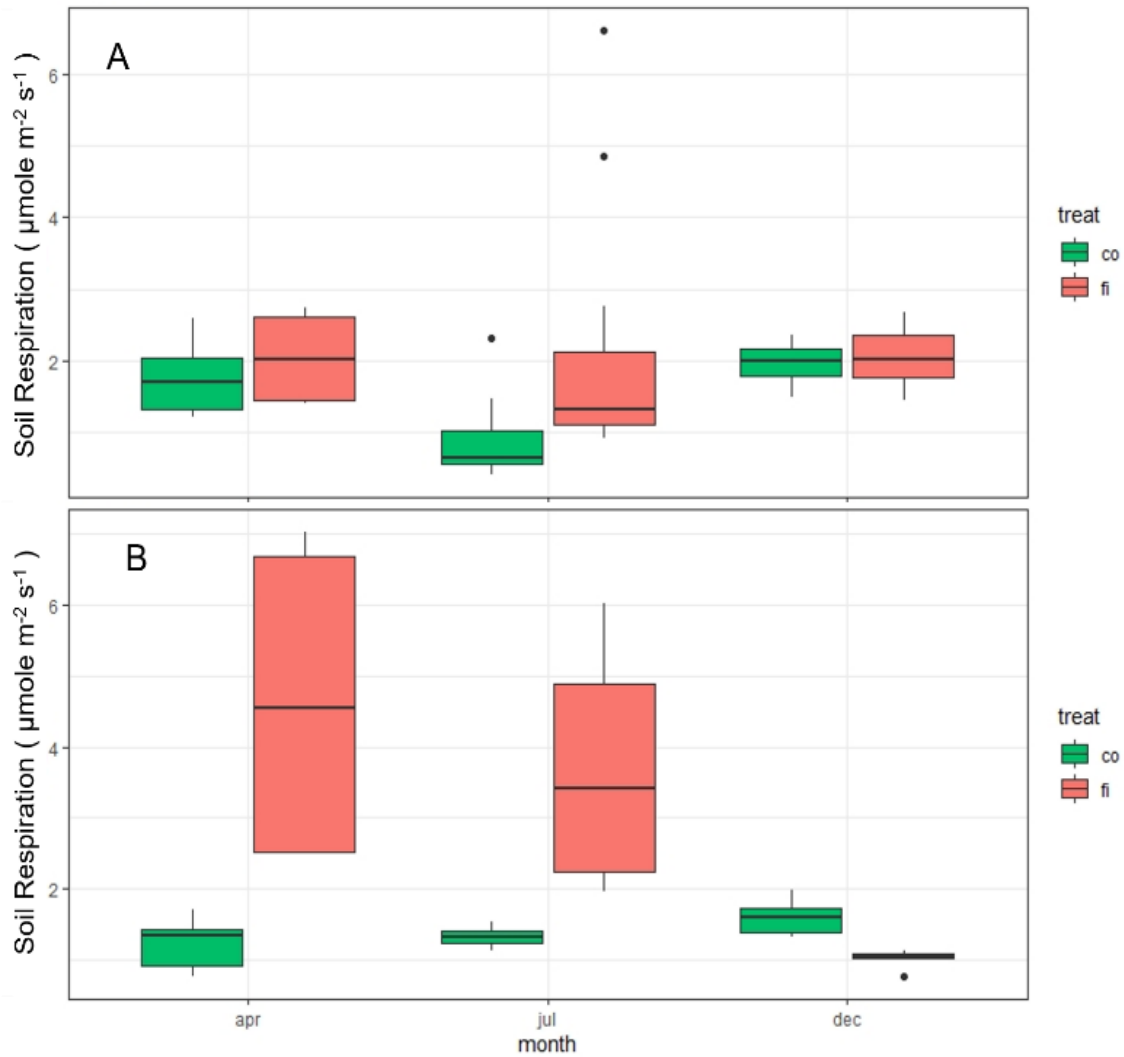 A
Soil Respiration ( µmole m-2 s-1 )
6
4
2
treat
co
fi
B
Soil Respiration ( µmole m-2 s-1 )
6
4
2
treat
co
fi
apr jul dec
month